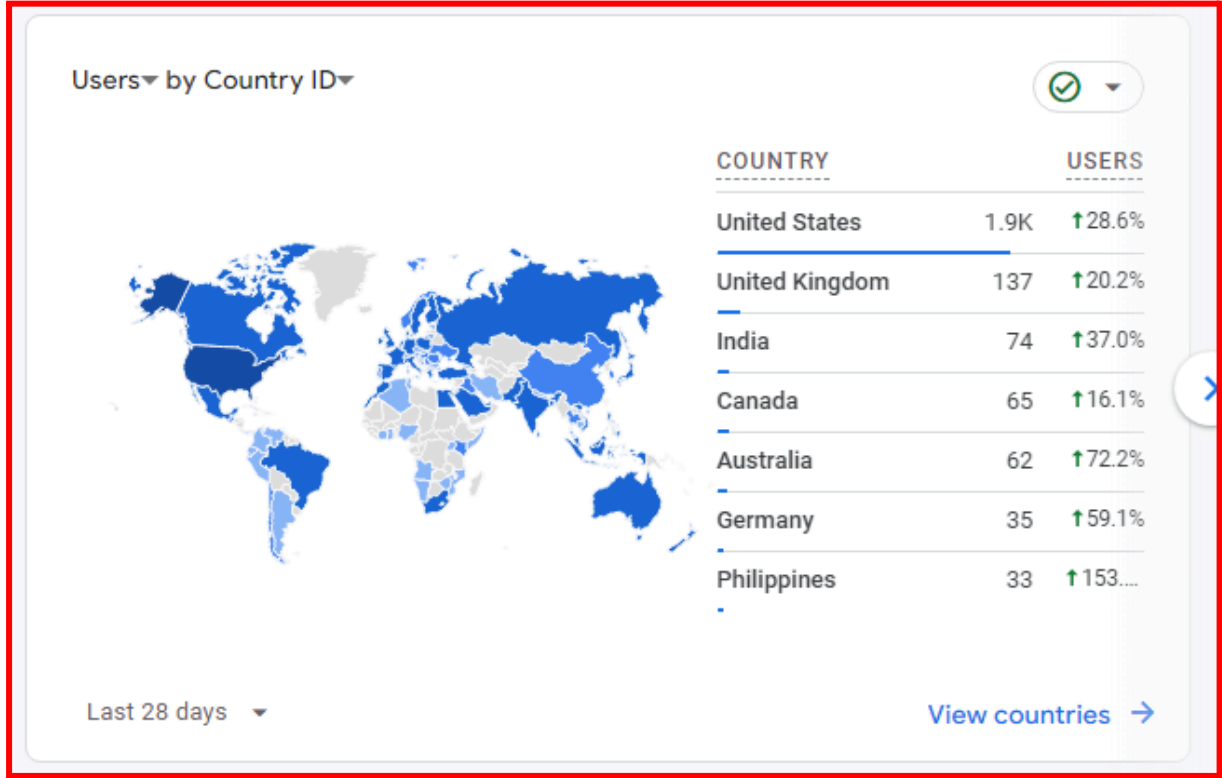 Users by Country ID
COUNTRY USERS
United States 1.9K ↑28.6%
United Kingdom 137 ↑20.2%
India 74 ↑37.0%
Canada 65 ↑16.1%
Australia 62 ↑72.2%
Germany 35 ↑59.1%
Philippines 33 ↑153....
Last 28 days
View countries →